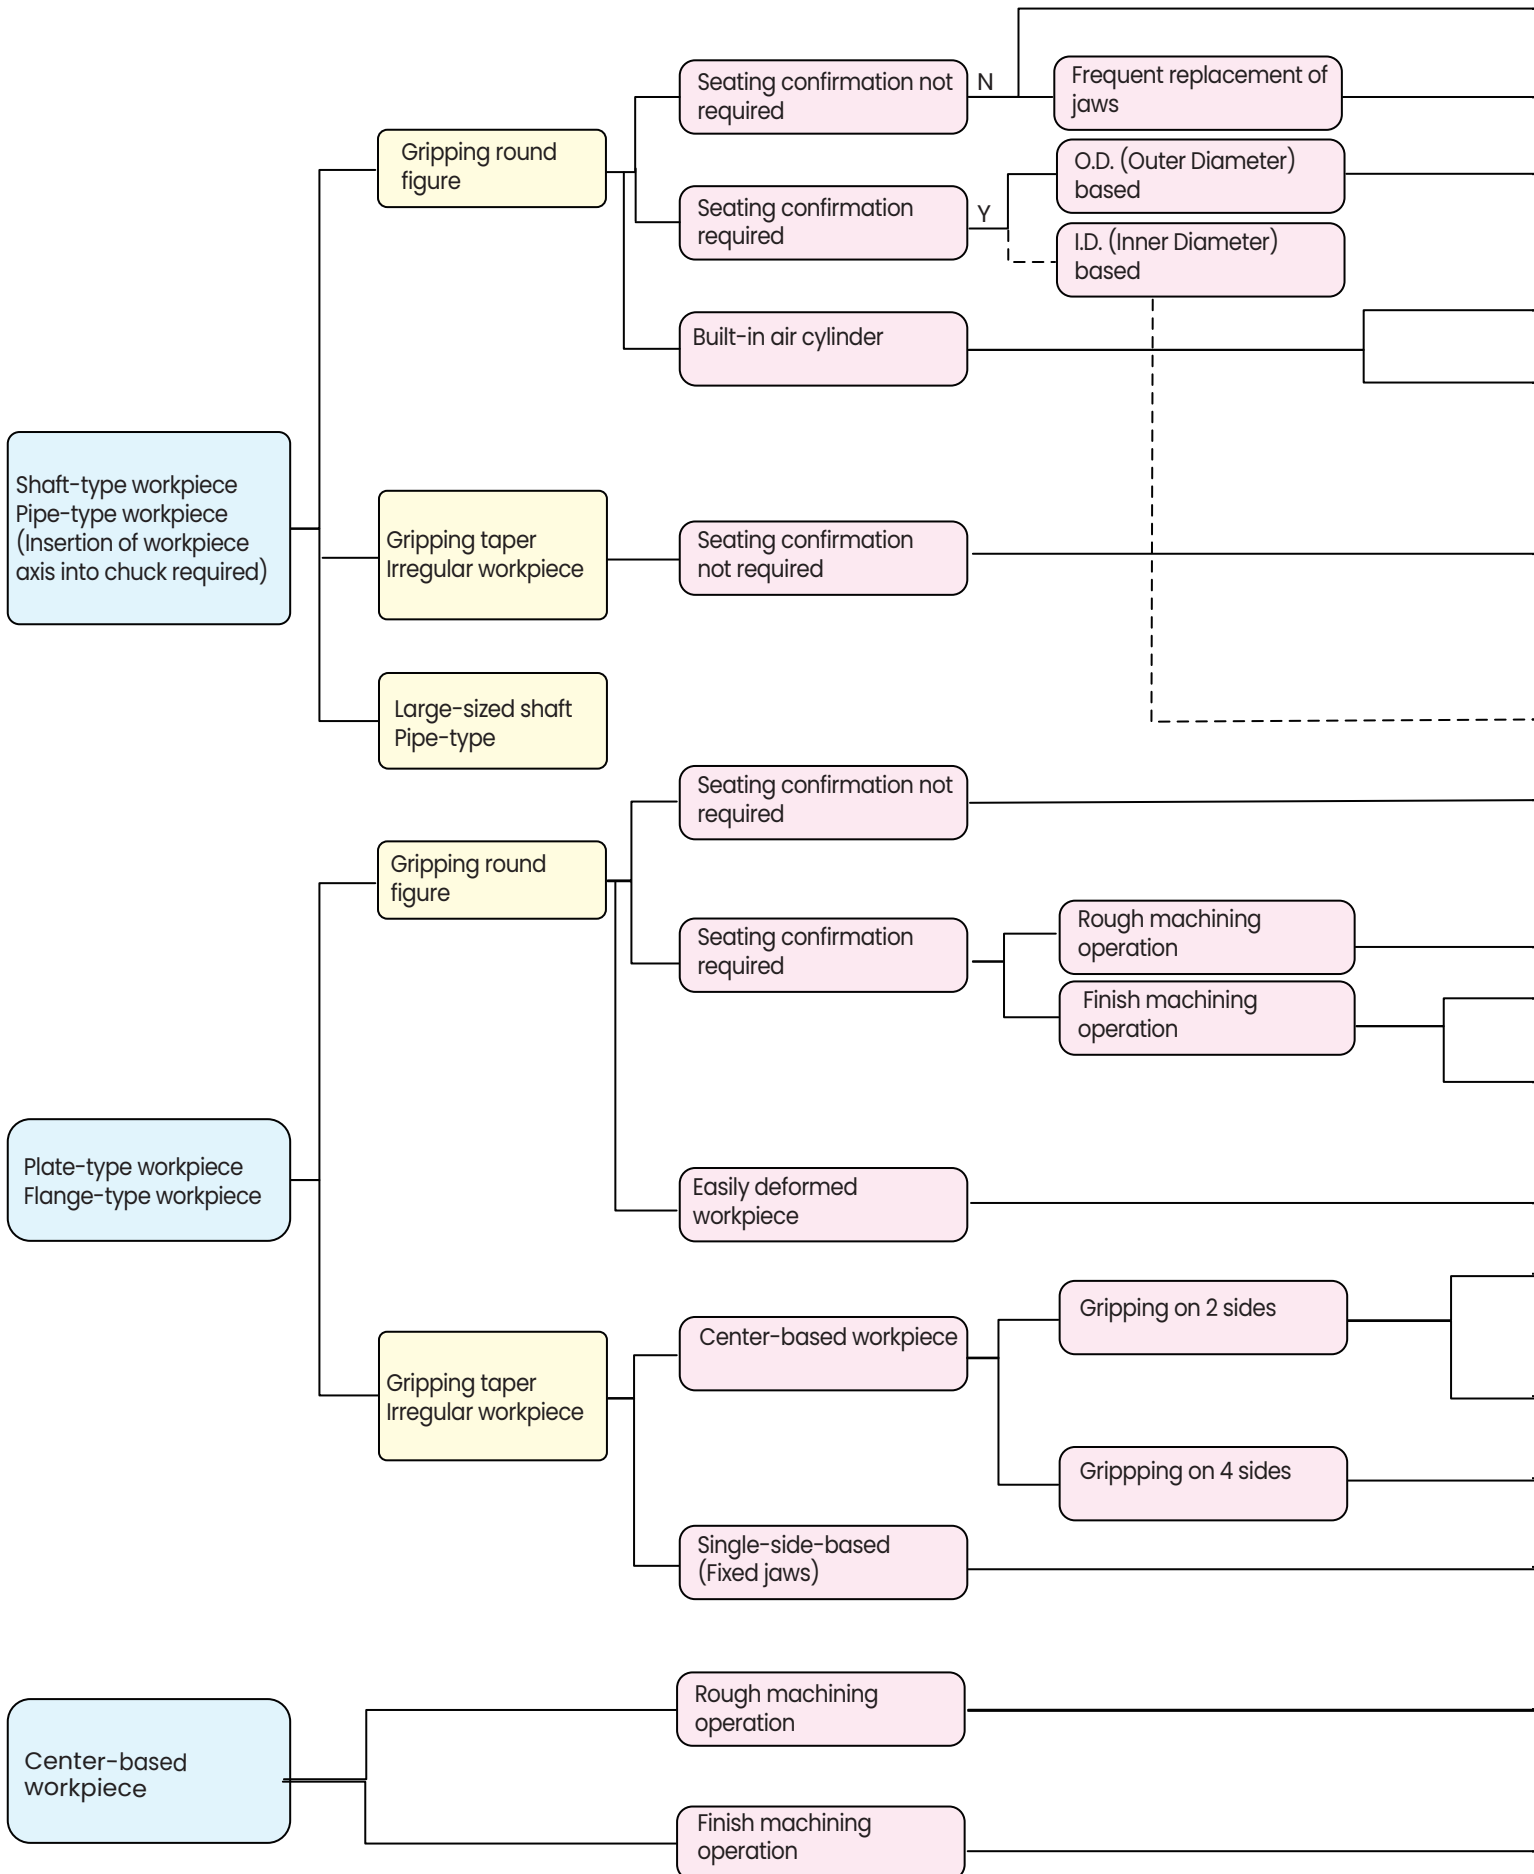 Shaft-type workpiece
Pipe-type workpiece
(Insertion of workpiece
axis into chuck required)
Gripping round
figure
Seating confirmation not
required
N
Frequent replacement of
jaws
Seating confirmation
required
Y
O.D. (Outer Diameter)
based
I.D. (Inner Diameter)
based
Built-in air cylinder
Gripping taper
Irregular workpiece
Seating confirmation
not required
Large-sized shaft
Pipe-type
Plate-type workpiece
Flange-type workpiece
Gripping round
figure
Seating confirmation not
required
Seating confirmation
required
Rough machining
operation
Finish machining
operation
Easily deformed
workpiece
Gripping taper
Irregular workpiece
Center-based workpiece
Gripping on 2 sides
Grippping on 4 sides
Single-side-based
(Fixed jaws)
Center-based
workpiece
Rough machining
operation
Finish machining
operation